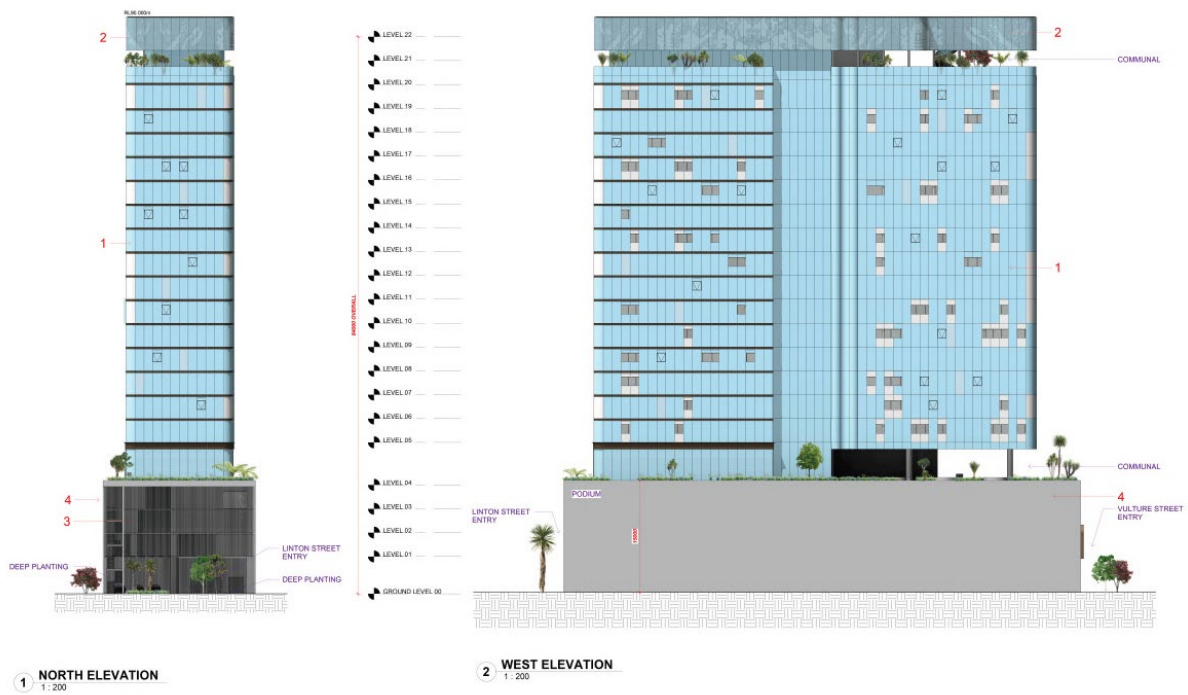 RL90 000m
2
LEVEL 22
LEVEL 21
LEVEL 20
LEVEL 19
LEVEL 18
LEVEL 17
LEVEL 16
LEVEL 15
LEVEL 14
LEVEL 13
LEVEL 12
LEVEL 11
LEVEL 10
LEVEL 09
LEVEL 08
LEVEL 07
LEVEL 06
LEVEL 05
LEVEL 04
LEVEL 03
LEVEL 02
LEVEL 01
GROUND LEVEL 00
1
OVERALL
4
3
DEEP PLANTING
LINTON STREET
ENTRY
DEEP PLANTING
1 NORTH ELEVATION
1 : 200
2
COMMUNAL
1
COMMUNAL
PODIUM
4
LINTON STREET
ENTRY
VULTURE STREET
ENTRY
15000
2 WEST ELEVATION
1 : 200